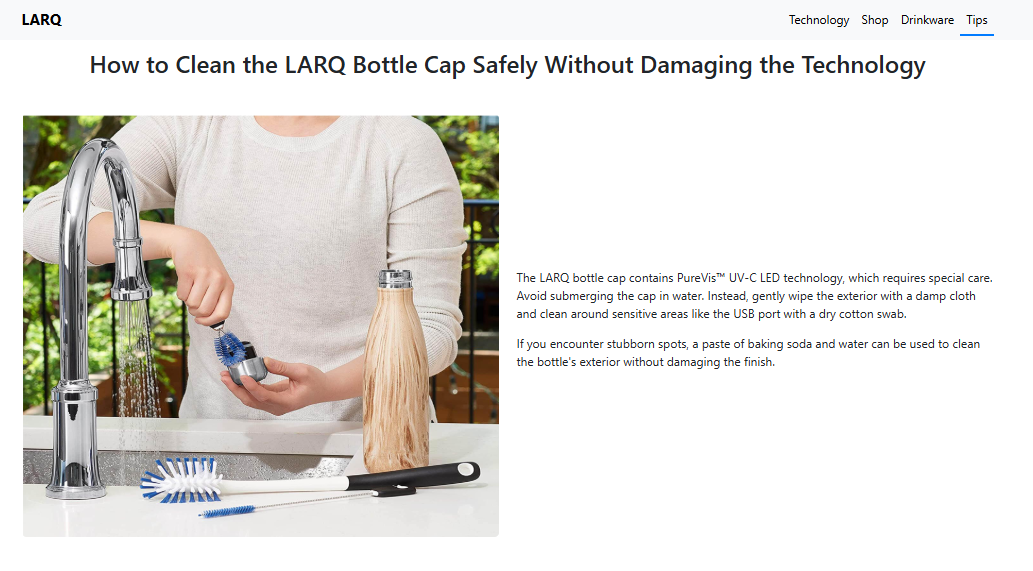 LARQ
Technology Shop Drinkware Tips
How to Clean the LARQ Bottle Cap Safely Without Damaging the Technology
The LARQ bottle cap contains PureVis™ UV-C LED technology, which requires special care.
Avoid submerging the cap in water. Instead, gently wipe the exterior with a damp cloth
and clean around sensitive areas like the USB port with a dry cotton swab.
If you encounter stubborn spots, a paste of baking soda and water can be used to clean
the bottle's exterior without damaging the finish.